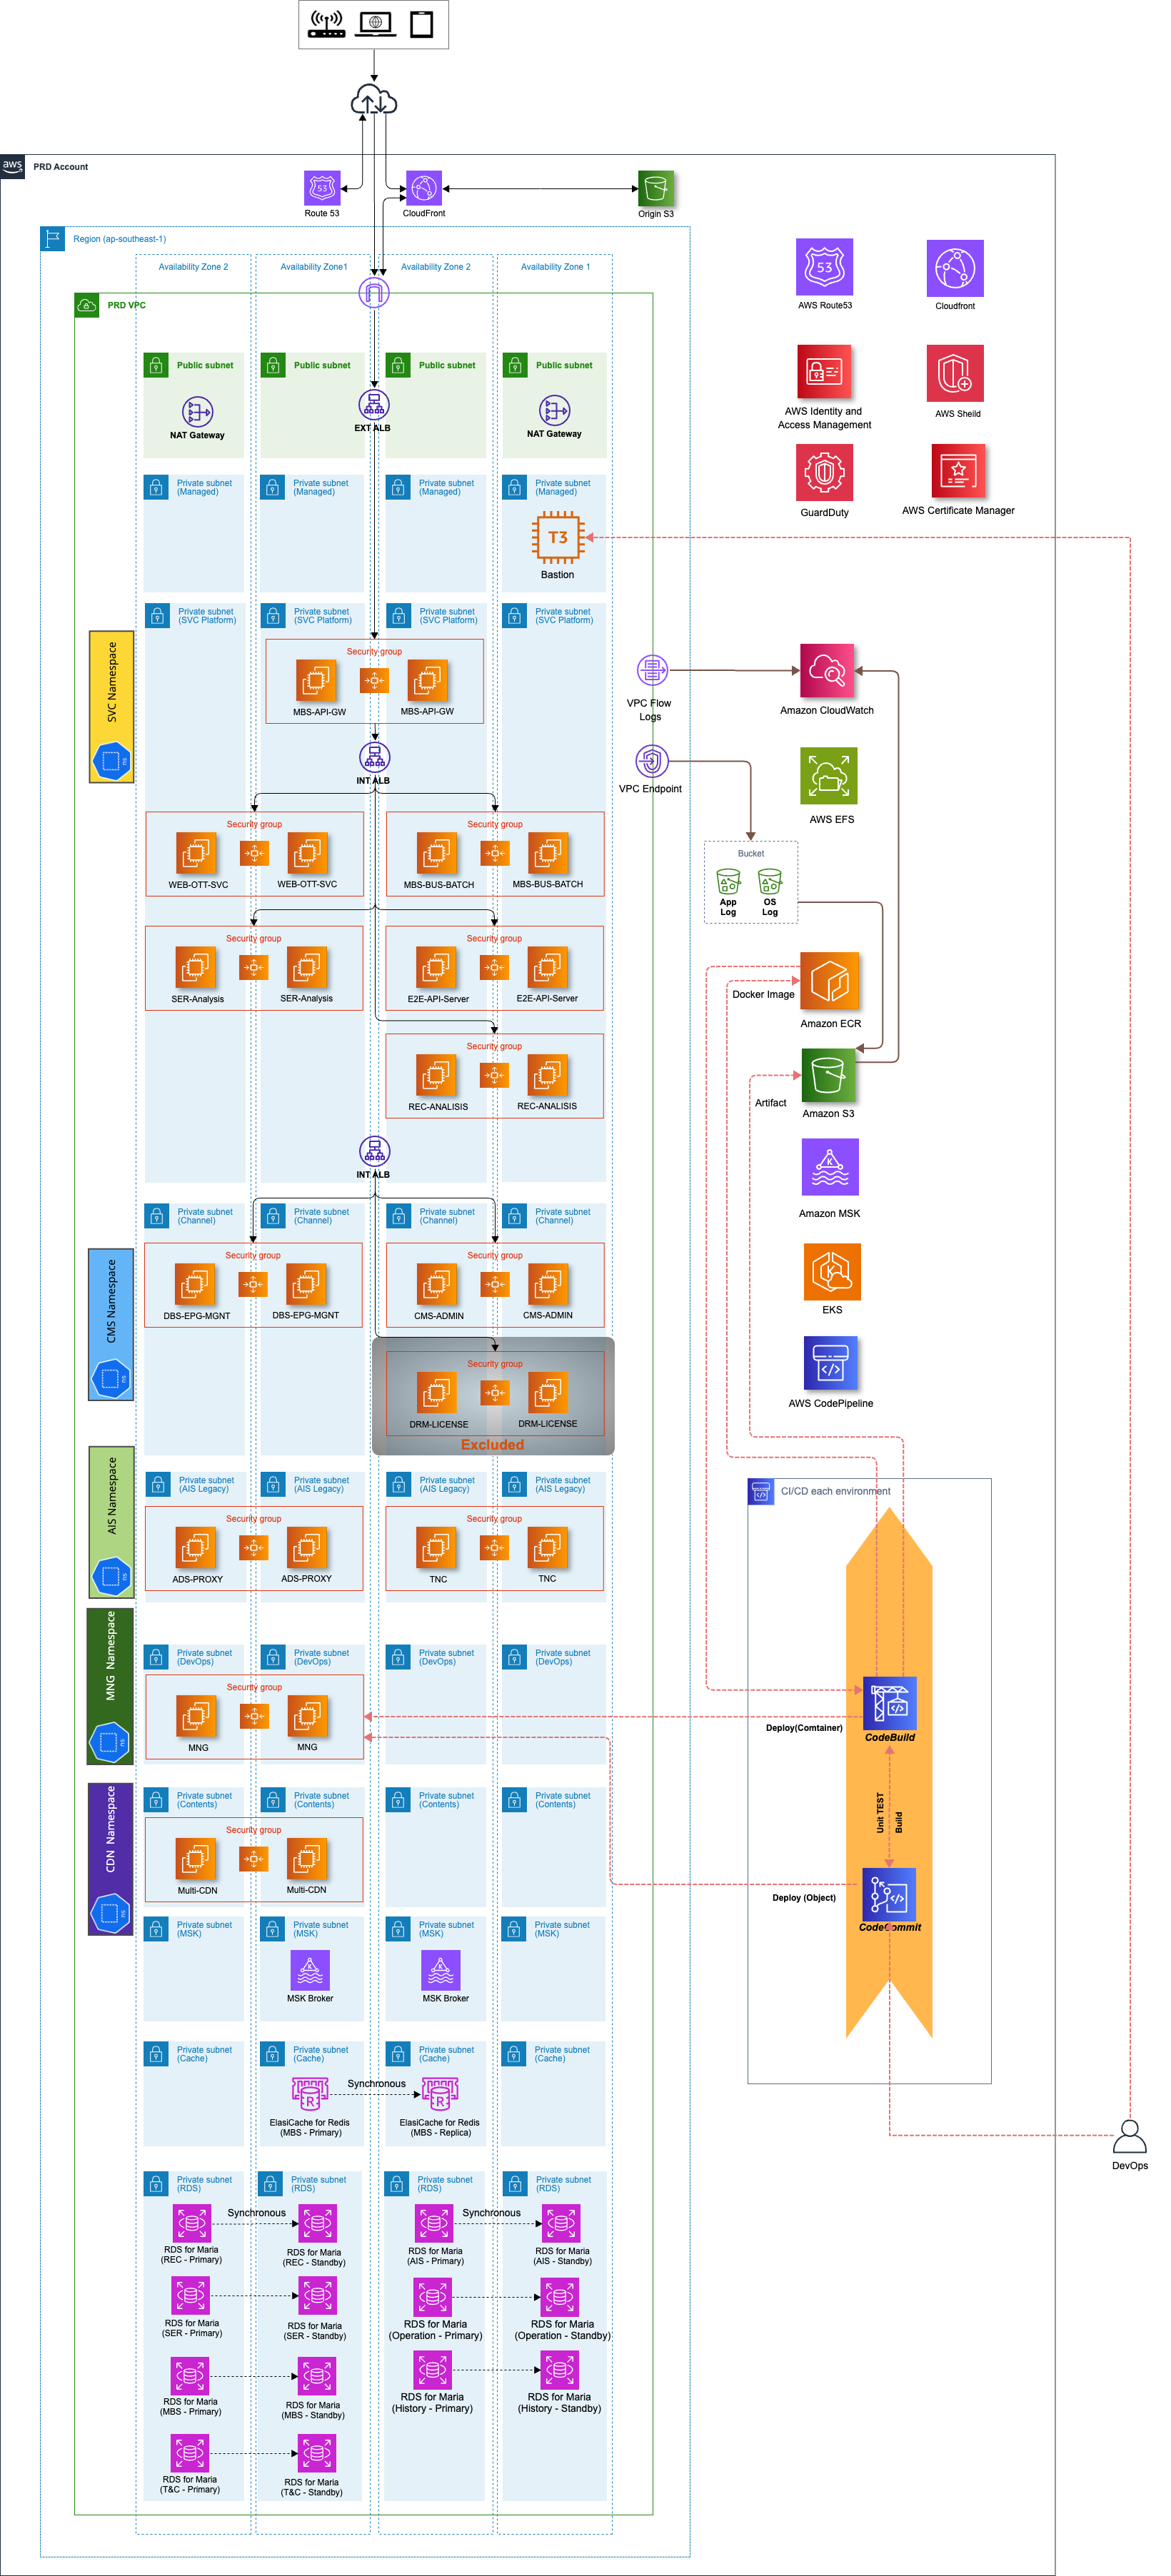 aws
PRD Account
53
Route 53
CloudFront
Origin S3
Region (ap-southeast-1)
Availability Zone 2
Availability Zone1
Availability Zone 2
Availability Zone 1
PRD VPC
53
AWS Route53
Cloudfront
Public subnet
Public subnet
Public subnet
Public subnet
NAT Gateway
EXT ALB
NAT Gateway
AWS Identity and
Access Management
AWS Sheild
GuardDuty
AWS Certificate Manager
Private subnet
(Managed)
Private subnet
(Managed)
Private subnet
(Managed)
Private subnet
(Managed)
T3
Bastion
Private subnet
(SVC Platform)
Private subnet
(SVC Platform)
Private subnet
(SVC Platform)
Private subnet
(SVC Platform)
SVC Namespace
ns
Security group
MBS-API-GW
MBS-API-GW
VPC Flow
Logs
Amazon CloudWatch
INT ALB
VPC Endpoint
AWS EFS
Security group
WEB-OTT-SVC
WEB-OTT-SVC
Security group
MBS-BUS-BATCH
MBS-BUS-BATCH
Bucket
App
Log
OS
Log
Security group
SER-Analysis
SER-Analysis
Security group
E2E-API-Server
E2E-API-Server
Docker Image
Amazon ECR
Security group
REC-ANALISIS
REC-ANALISIS
Artifact
Amazon S3
INT ALB
K
Amazon MSK
Private subnet
(Channel)
Private subnet
(Channel)
Private subnet
(Channel)
Private subnet
(Channel)
CMS Namespace
ns
Security group
DBS-EPG-MGNT
DBS-EPG-MGNT
Security group
CMS-ADMIN
CMS-ADMIN
K
EKS
Security group
DRM-LICENSE
DRM-LICENSE
Excluded
AWS CodePipeline
AIS Namespace
ns
Private subnet
(AIS Legacy)
Private subnet
(AIS Legacy)
Private subnet
(AIS Legacy)
Private subnet
(AIS Legacy)
CI/CD each environment
Security group
ADS-PROXY
ADS-PROXY
Security group
TNC
TNC
MNG Namespace
ns
Private subnet
(DevOps)
Private subnet
(DevOps)
Private subnet
(DevOps)
Private subnet
(DevOps)
Security group
MNG
MNG
Deploy(Comtainer)
CodeBuild
CDN Namespace
ns
Private subnet
(Contents)
Private subnet
(Contents)
Private subnet
(Contents)
Private subnet
(Contents)
Unit TEST
Build
Security group
Multi-CDN
Multi-CDN
Deploy (Object)
CodeCommit
Private subnet
(MSK)
Private subnet
(MSK)
Private subnet
(MSK)
Private subnet
(MSK)
K
MSK Broker
K
MSK Broker
Private subnet
(Cache)
Private subnet
(Cache)
Private subnet
(Cache)
Private subnet
(Cache)
R
Synchronous
R
ElasiCache for Redis
(MBS - Primary)
ElasiCache for Redis
(MBS - Replica)
DevOps
Private subnet
(RDS)
Private subnet
(RDS)
Private subnet
(RDS)
Private subnet
(RDS)
Synchronous
Synchronous
RDS for Maria
(REC - Primary)
RDS for Maria
(REC - Standby)
RDS for Maria
(AIS - Primary)
RDS for Maria
(AIS - Standby)
RDS for Maria
(SER - Primary)
RDS for Maria
(SER - Standby)
RDS for Maria
(Operation - Primary)
RDS for Maria
(Operation - Standby)
RDS for Maria
(MBS - Primary)
RDS for Maria
(MBS - Standby)
RDS for Maria
(History - Primary)
RDS for Maria
(History - Standby)
RDS for Maria
(T&C - Primary)
RDS for Maria
(T&C - Standby)